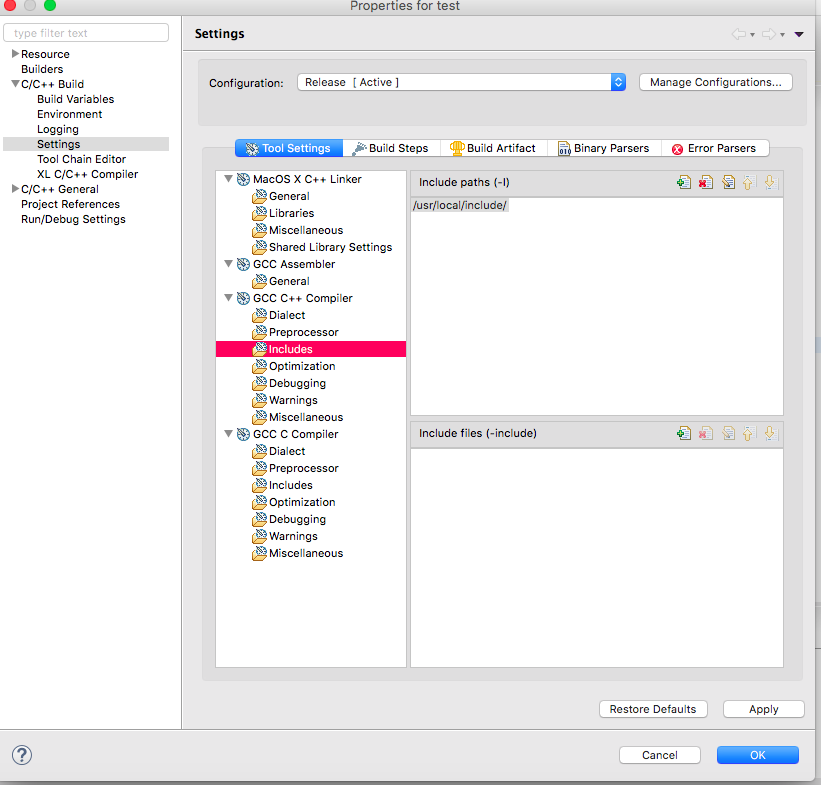 Properties for test
type filter text
Resource
Builders
C/C++ Build
Build Variables
Environment
Logging
Settings
Tool Chain Editor
XL C/C++ Compiler
C/C++ General
Project References
Run/Debug Settings
Settings
Configuration: Release [ Active ] Manage Configurations...
Tool Settings Build Steps Build Artifact Binary Parsers Error Parsers
MacOS X C++ Linker
General
Libraries
Miscellaneous
Shared Library Settings
GCC Assembler
General
GCC C++ Compiler
Dialect
Preprocessor
Includes
Optimization
Debugging
Warnings
Miscellaneous
GCC C Compiler
Dialect
Preprocessor
Includes
Optimization
Debugging
Warnings
Miscellaneous
Include paths (-I)
/usr/local/include/
Include files (-include)
Restore Defaults Apply
? Cancel OK